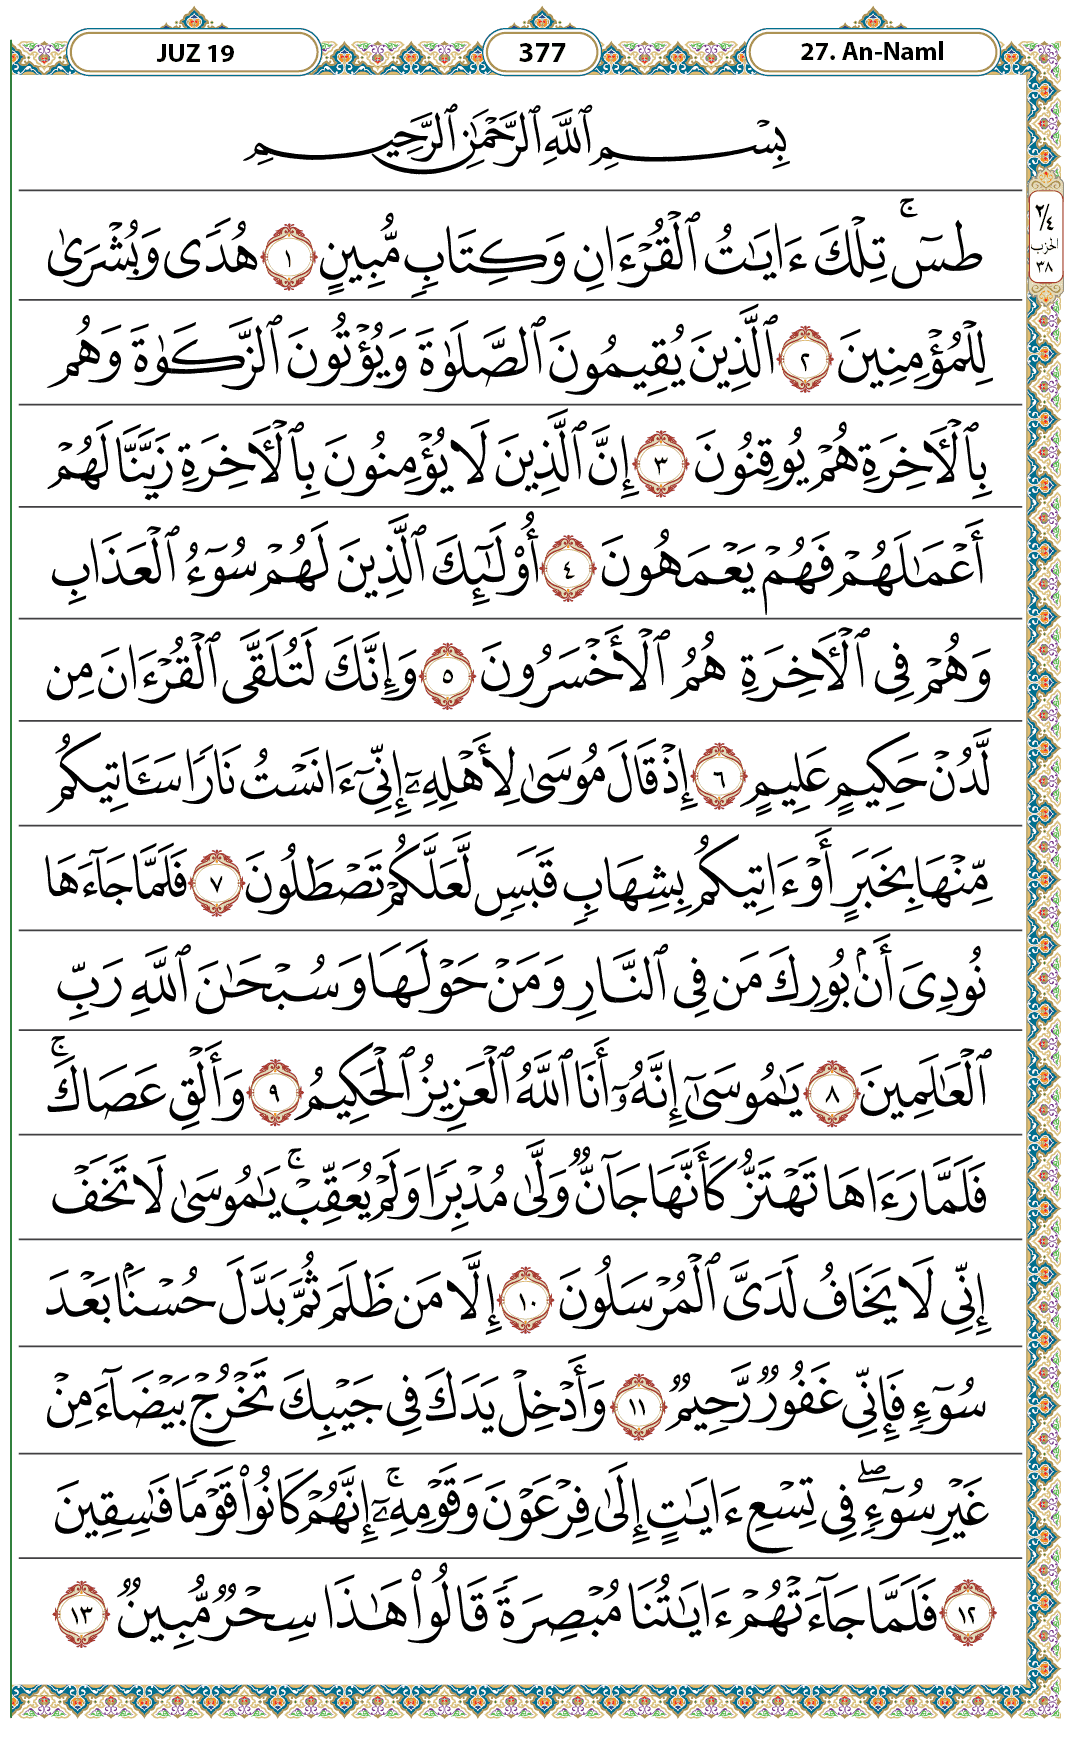 JUZ 19
377
27. An-Naml
٢/٤
الحزب
٣٨
بِسْمِ ٱللَّهِ ٱلرَّحْمَٰنِ ٱلرَّحِيمِ
طسٓ ۚ تِلْكَ ءَايَٰتُ ٱلْقُرْءَانِ وَكِتَابٍ مُّبِينٍ ١ هُدًى وَبُشْرَىٰ
لِلْمُؤْمِنِينَ ٢ ٱلَّذِينَ يُقِيمُونَ ٱلصَّلَوٰةَ وَيُؤْتُونَ ٱلزَّكَوٰةَ وَهُم
بِٱلْـَٔاخِرَةِ هُمْ يُوقِنُونَ ٣ إِنَّ ٱلَّذِينَ لَا يُؤْمِنُونَ بِٱلْـَٔاخِرَةِ زَيَّنَّا لَهُمْ
أَعْمَٰلَهُمْ فَهُمْ يَعْمَهُونَ ٤ أُو۟لَٰٓئِكَ ٱلَّذِينَ لَهُمْ سُوٓءُ ٱلْعَذَابِ
وَهُمْ فِى ٱلْـَٔاخِرَةِ هُمُ ٱلْأَخْسَرُونَ ٥ وَإِنَّكَ لَتُلَقَّى ٱلْقُرْءَانَ مِن
لَّدُنْ حَكِيمٍ عَلِيمٍ ٦ إِذْ قَالَ مُوسَىٰ لِأَهْلِهِۦٓ إِنِّىٓ ءَانَسْتُ نَارًا سَـَٔاتِيكُم
مِّنْهَا بِخَبَرٍ أَوْ ءَاتِيكُم بِشِهَابٍ قَبَسٍ لَّعَلَّكُمْ تَصْطَلُونَ ٧ فَلَمَّا جَآءَهَا
نُودِىَ أَنۢ بُورِكَ مَن فِى ٱلنَّارِ وَمَنْ حَوْلَهَا وَسُبْحَٰنَ ٱللَّهِ رَبِّ
ٱلْعَٰلَمِينَ ٨ يَٰمُوسَىٰٓ إِنَّهُۥٓ أَنَا ٱللَّهُ ٱلْعَزِيزُ ٱلْحَكِيمُ ٩ وَأَلْقِ عَصَاكَ ۚ
فَلَمَّا رَءَاهَا تَهْتَزُّ كَأَنَّهَا جَآنٌّ وَلَّىٰ مُدْبِرًا وَلَمْ يُعَقِّبْ ۚ يَٰمُوسَىٰ لَا تَخَفْ
إِنِّى لَا يَخَافُ لَدَىَّ ٱلْمُرْسَلُونَ ١٠ إِلَّا مَن ظَلَمَ ثُمَّ بَدَّلَ حُسْنًۢا بَعْدَ
سُوٓءٍ فَإِنِّى غَفُورٌ رَّحِيمٌ ١١ وَأَدْخِلْ يَدَكَ فِى جَيْبِكَ تَخْرُجْ بَيْضَآءَ مِنْ
غَيْرِ سُوٓءٍ ۖ فِى تِسْعِ ءَايَٰتٍ إِلَىٰ فِرْعَوْنَ وَقَوْمِهِۦٓ ۚ إِنَّهُمْ كَانُوا۟ قَوْمًا فَٰسِقِينَ
١٢ فَلَمَّا جَآءَتْهُمْ ءَايَٰتُنَا مُبْصِرَةً قَالُوا۟ هَٰذَا سِحْرٌ مُّبِينٌ ١٣